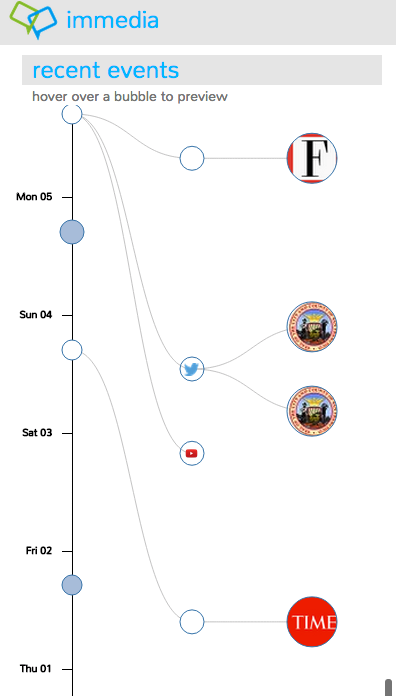 immedia
recent events
hover over a bubble to preview
F
Mon 05
Sun 04
Sat 03
Fri 02
TIME
Thu 01